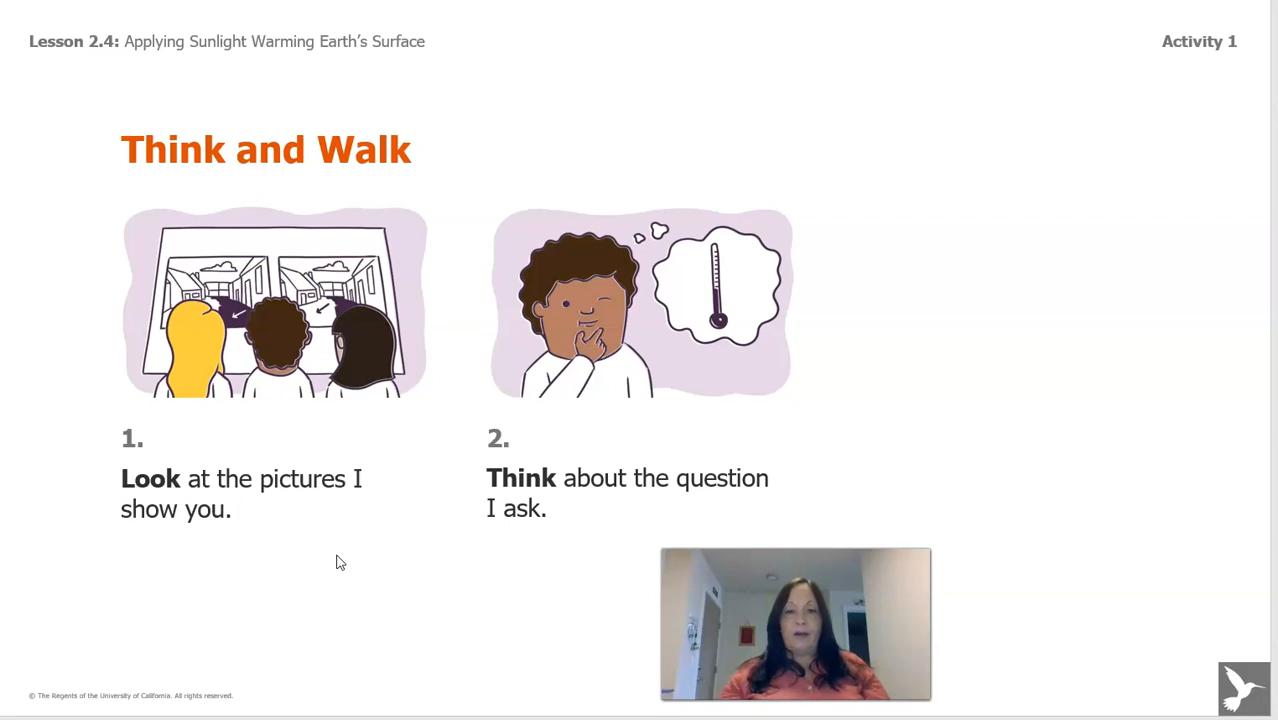 Lesson 2.4: Applying Sunlight Warming Earth's Surface
Activity 1
Think and Walk
1.
Look at the pictures I
show you.
2.
Think about the question
I ask.
© The Regents of the University of California. All rights reserved.